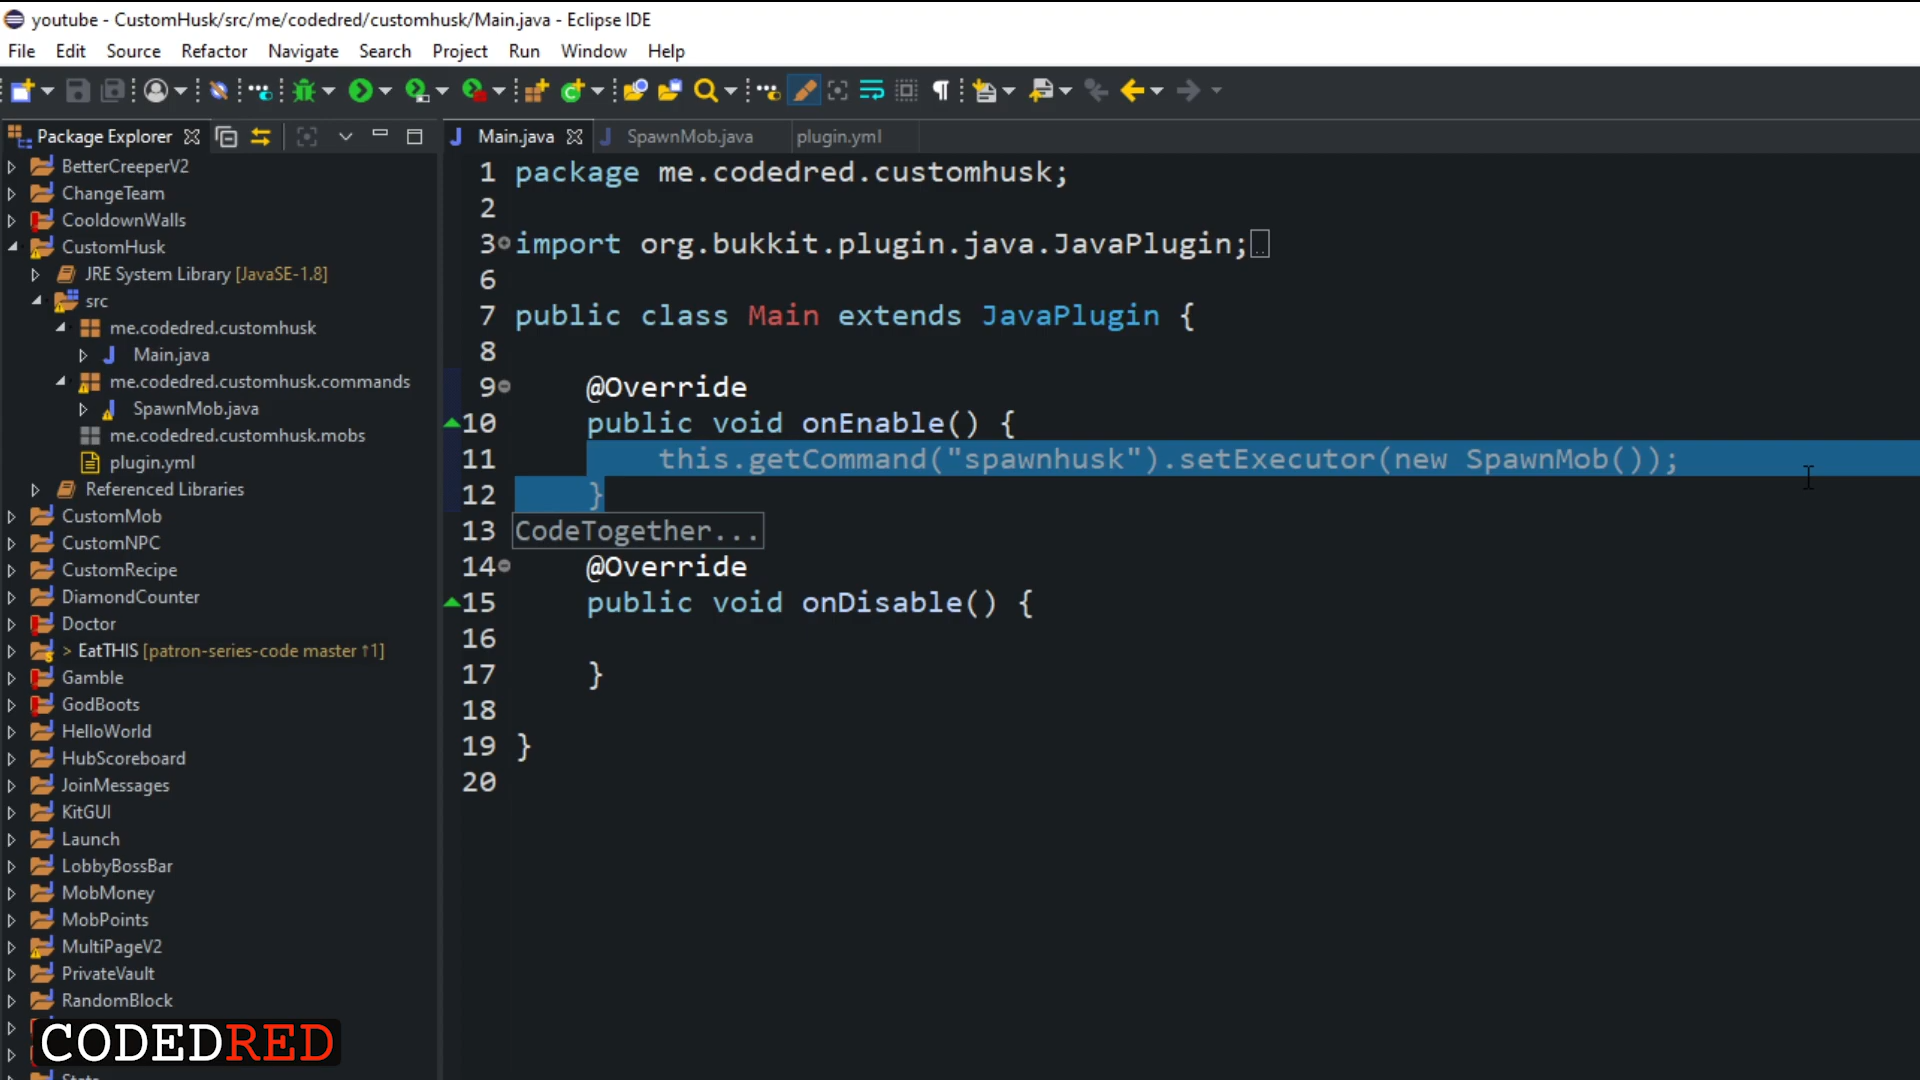 youtube - CustomHusk/src/me/codedred/customhusk/Main.java - Eclipse IDE
File Edit Source Refactor Navigate Search Project Run Window Help
Package Explorer
Main.java SpawnMob.java plugin.yml
BetterCreeperV2
ChangeTeam
CooldownWalls
CustomHusk
JRE System Library [JavaSE-1.8]
src
me.codedred.customhusk
Main.java
me.codedred.customhusk.commands
SpawnMob.java
me.codedred.customhusk.mobs
plugin.yml
Referenced Libraries
CustomMob
CustomNPC
CustomRecipe
DiamondCounter
Doctor
> EatTHIS [patron-series-code master ↑1]
Gamble
GodBoots
HelloWorld
HubScoreboard
JoinMessages
KitGUI
Launch
LobbyBossBar
MobMoney
MobPoints
MultiPageV2
PrivateVault
RandomBlock
CODEDRED
1 package me.codedred.customhusk;
2
3 import org.bukkit.plugin.java.JavaPlugin;
6
7 public class Main extends JavaPlugin {
8
9 @Override
10 public void onEnable() {
11 this.getCommand("spawnhusk").setExecutor(new SpawnMob());
12 }
13 CodeTogether...
14 @Override
15 public void onDisable() {
16
17 }
18
19 }
20